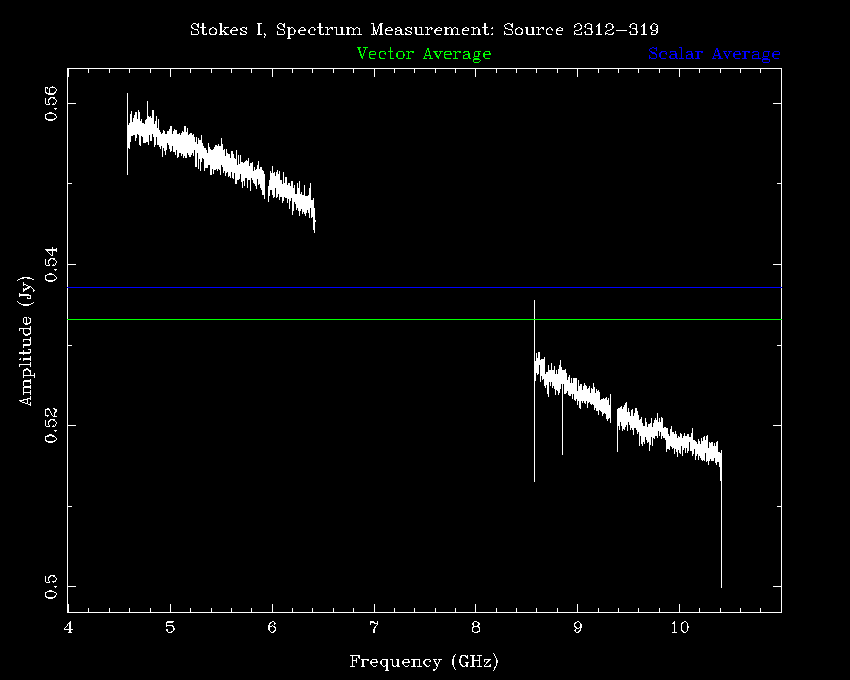 Stokes I, Spectrum Measurement: Source 2312-319
Vector Average Scalar Average
0.56
0.54
0.52
0.5
Amplitude (Jy)
4 5 6 7 8 9 10
Frequency (GHz)